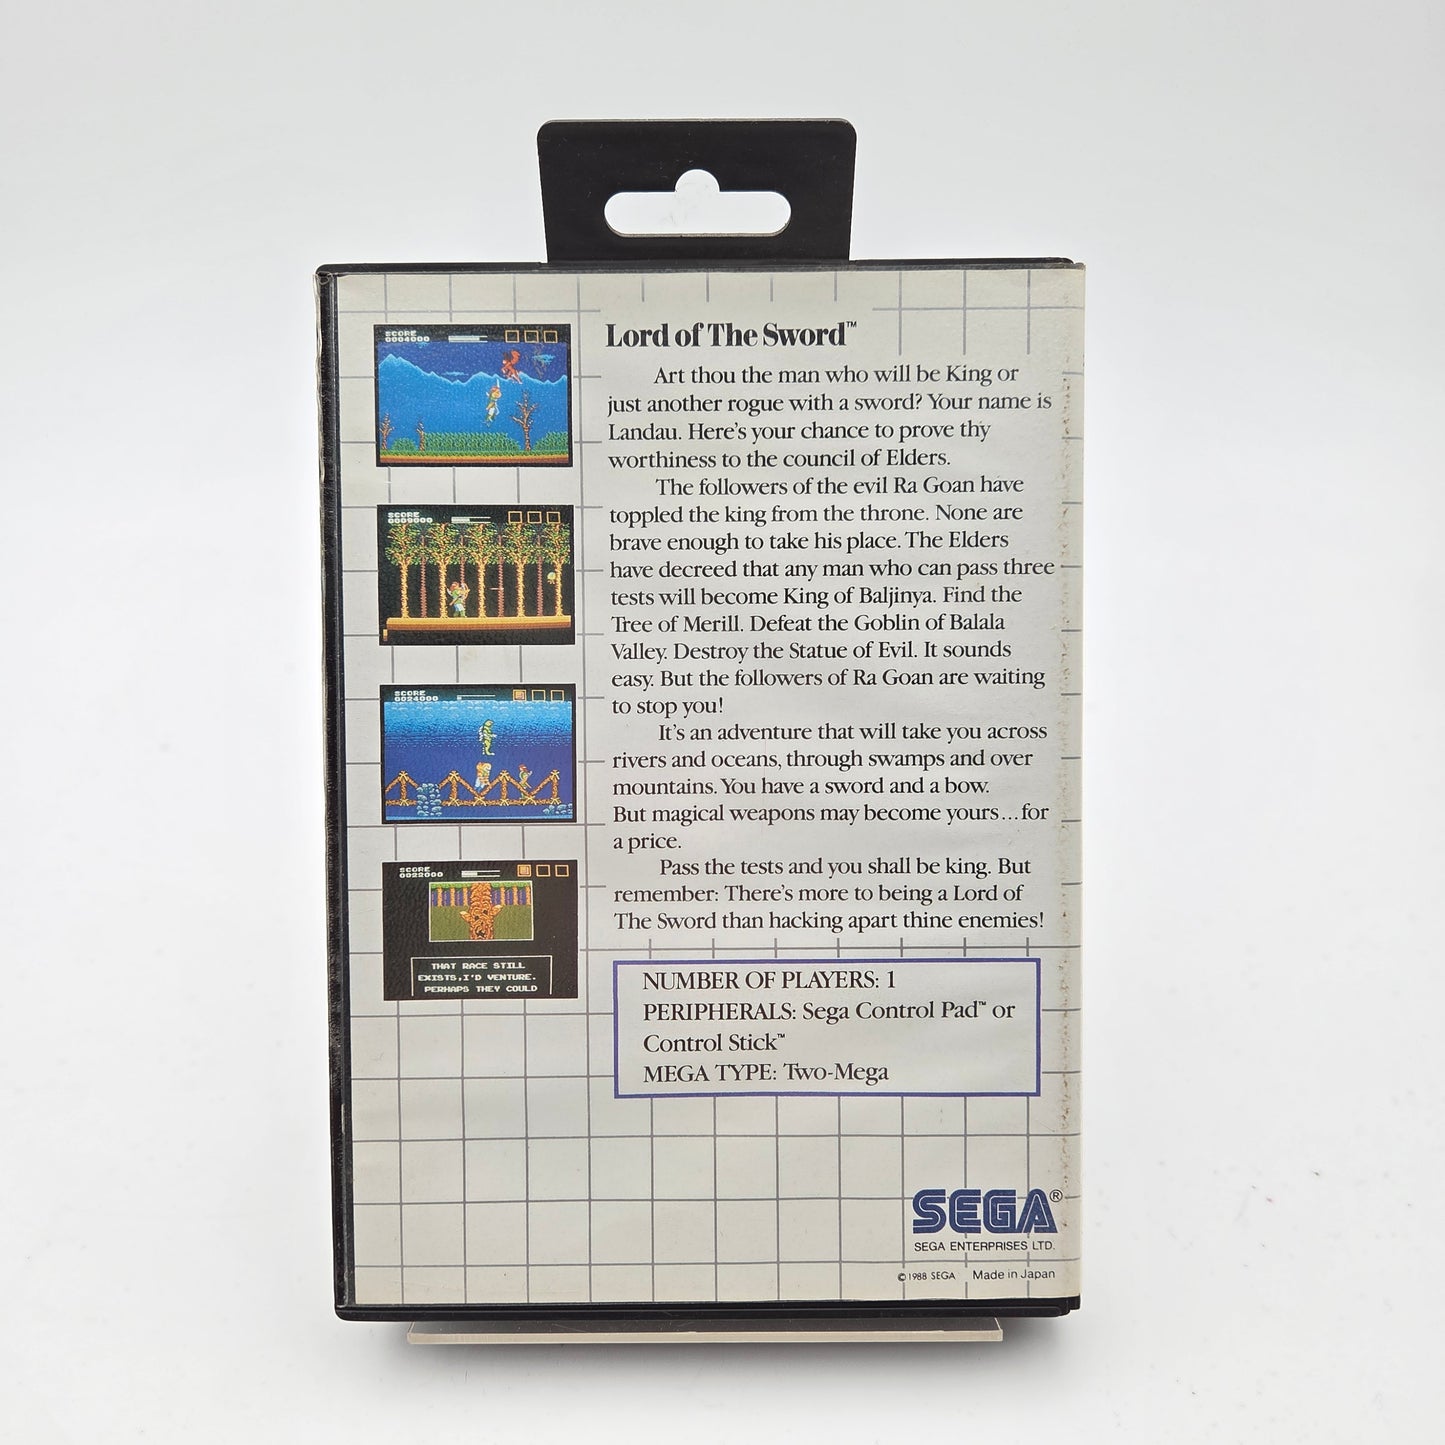 Lord of The Sword™
Art thou the man who will be King or
just another rogue with a sword? Your name is
Landau. Here's your chance to prove thy
worthiness to the council of Elders.
The followers of the evil Ra Goan have
toppled the king from the throne. None are
brave enough to take his place. The Elders
have decreed that any man who can pass three
tests will become King of Baljinya. Find the
Tree of Merill. Defeat the Goblin of Balala
Valley. Destroy the Statue of Evil. It sounds
easy. But the followers of Ra Goan are waiting
to stop you!
It's an adventure that will take you across
rivers and oceans, through swamps and over
mountains. You have a sword and a bow.
But magical weapons may become yours...for
a price.
Pass the tests and you shall be king. But
remember: There's more to being a Lord of
The Sword than hacking apart thine enemies!
SCORE
0004000
SCORE
0009000
SCORE
0024000
SCORE
0022000
THAT RACE STILL
EXISTS,I'D VENTURE.
PERHAPS THEY COULD
NUMBER OF PLAYERS: 1
PERIPHERALS: Sega Control Pad™ or
Control Stick™
MEGA TYPE: Two-Mega
SEGA®
SEGA ENTERPRISES LTD.
©1988 SEGA Made in Japan